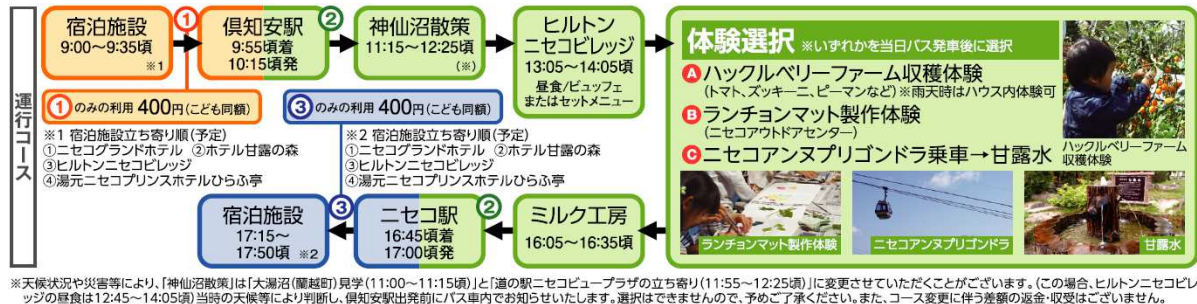 運行コース
宿泊施設
9:00〜9:35頃
※1
①
倶知安駅
9:55頃着
10:15頃発
②
神仙沼散策
11:15〜12:25頃
(※)
ヒルトン
ニセコビレッジ
13:05〜14:05頃
昼食/ビュッフェ
またはセットメニュー
体験選択 ※いずれかを当日バス発車後に選択
Ⓐハックルベリーファーム収穫体験
(トマト、ズッキーニ、ピーマンなど)※雨天時はハウス内体験可
Ⓑランチョンマット製作体験
(ニセコアウトドアセンター)
Ⓒニセコアンヌプリゴンドラ乗車→甘露水
ハックルベリーファーム
収穫体験
ランチョンマット製作体験
ニセコアンヌプリゴンドラ
甘露水
①のみの利用 400円(こども同額)
※1 宿泊施設立ち寄り順(予定)
①ニセコグランドホテル ②ホテル甘露の森
③ヒルトンニセコビレッジ
④湯元ニセコプリンスホテルひらふ亭
③のみの利用 400円(こども同額)
※2 宿泊施設立ち寄り順(予定)
①ニセコグランドホテル ②ホテル甘露の森
③ヒルトンニセコビレッジ
④湯元ニセコプリンスホテルひらふ亭
ミルク工房
16:05〜16:35頃
②
ニセコ駅
16:45頃着
17:00頃発
③
宿泊施設
17:15〜
17:50頃 ※2
※天候状況や災害等により、「神仙沼散策」は「大湯沼(蘭越町)見学(11:00〜11:15頃)」と「道の駅ニセコビュープラザの立ち寄り(11:55〜12:25頃)」に変更させていただくことがございます。(この場合、ヒルトンニセコビレ
ッジの昼食は12:45〜14:05頃)当時の天候等により判断し、倶知安駅出発前にバス車内でお知らせいたします。選択はできませんので、予めご了承ください。また、コース変更に伴う差額の返金・収受はございません。